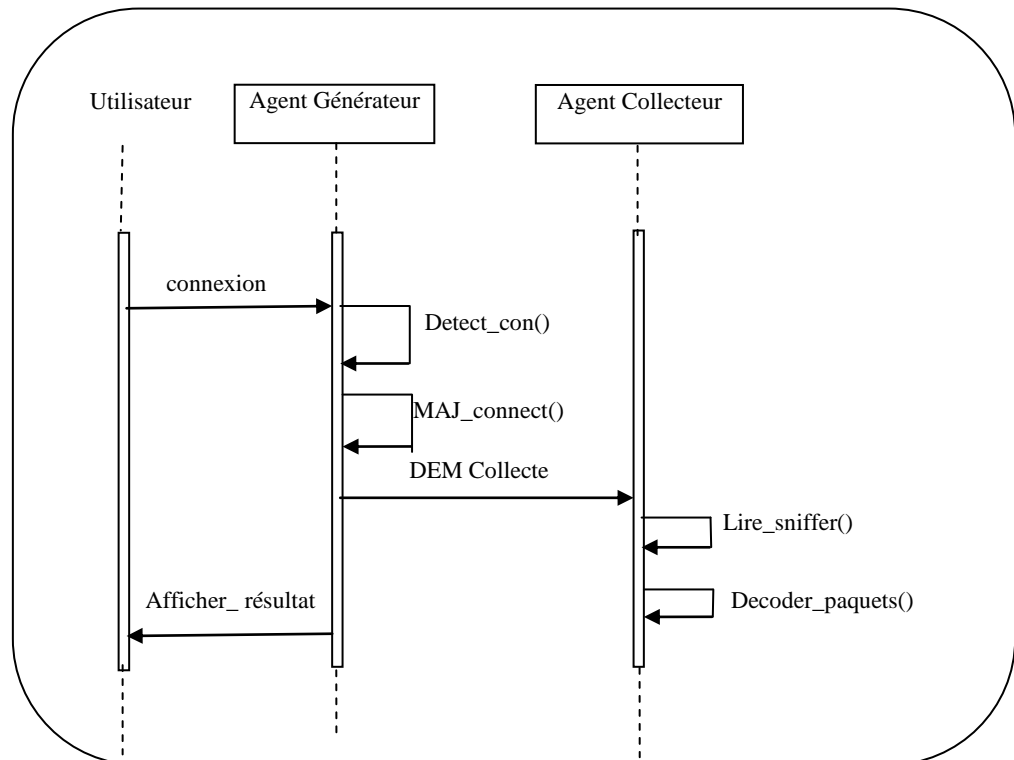 Utilisateur
Agent Générateur
Agent Collecteur
connexion
Detect_con()
MAJ_connect()
DEM Collecte
Lire_sniffer()
Decoder_paquets()
Afficher_ résultat